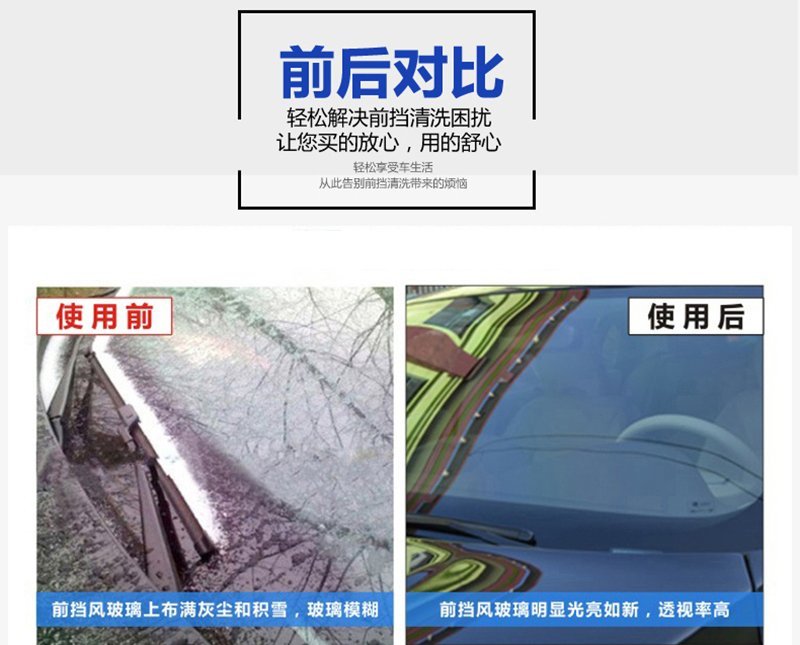 前后对比
轻松解决前挡清洗困扰
让您买的放心，用的舒心
轻松享受车生活
从此告别前挡清洗带来的烦恼
使用前
使用后
前挡风玻璃上布满灰尘和积雪，玻璃模糊
前挡风玻璃明显光亮如新，透视率高